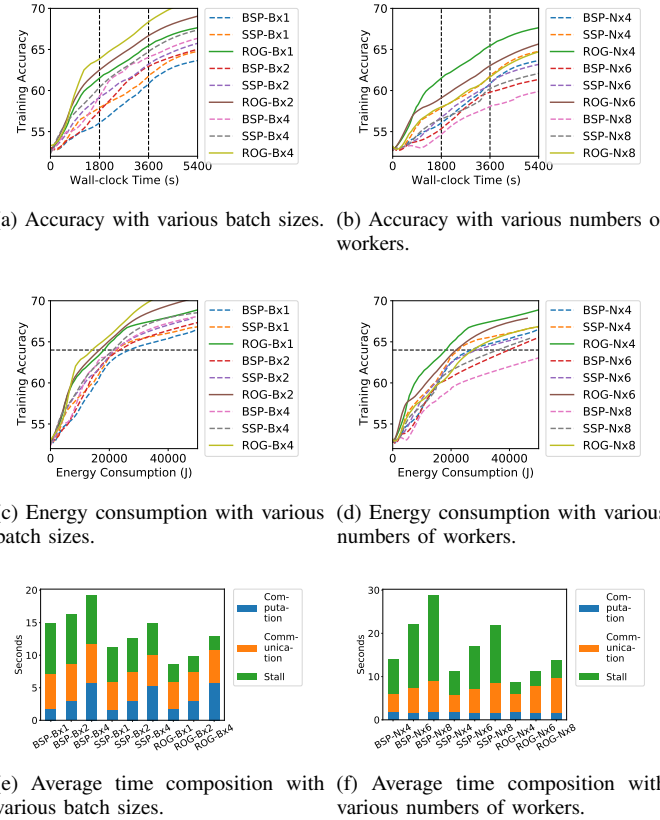 70
65
60
55
Training Accuracy
0 1800 3600 5400
Wall-clock Time (s)
BSP-Bx1
SSP-Bx1
ROG-Bx1
BSP-Bx2
SSP-Bx2
ROG-Bx2
BSP-Bx4
SSP-Bx4
ROG-Bx4
70
65
60
55
Training Accuracy
0 1800 3600 5400
Wall-clock Time (s)
BSP-Nx4
SSP-Nx4
ROG-Nx4
BSP-Nx6
SSP-Nx6
ROG-Nx6
BSP-Nx8
SSP-Nx8
ROG-Nx8
a) Accuracy with various batch sizes.
(b) Accuracy with various numbers o
workers.
70
65
60
55
Training Accuracy
0 20000 40000
Energy Consumption (J)
BSP-Bx1
SSP-Bx1
ROG-Bx1
BSP-Bx2
SSP-Bx2
ROG-Bx2
BSP-Bx4
SSP-Bx4
ROG-Bx4
70
65
60
55
Training Accuracy
0 20000 40000
Energy Consumption (J)
BSP-Nx4
SSP-Nx4
ROG-Nx4
BSP-Nx6
SSP-Nx6
ROG-Nx6
BSP-Nx8
SSP-Nx8
ROG-Nx8
c) Energy consumption with various
batch sizes.
(d) Energy consumption with various
numbers of workers.
20
15
10
5
0
Seconds
BSP-Bx1 BSP-Bx2 BSP-Bx4 SSP-Bx1 SSP-Bx2 SSP-Bx4 ROG-Bx1 ROG-Bx2 ROG-Bx4
Com-
puta-
tion
Comm-
unica-
tion
Stall
30
20
10
0
Seconds
BSP-Nx4 BSP-Nx6 BSP-Nx8 SSP-Nx4 SSP-Nx6 SSP-Nx8 ROG-Nx4 ROG-Nx6 ROG-Nx8
Com-
puta-
tion
Comm-
unica-
tion
Stall
e) Average time composition with
various batch sizes.
(f) Average time composition with
various numbers of workers.